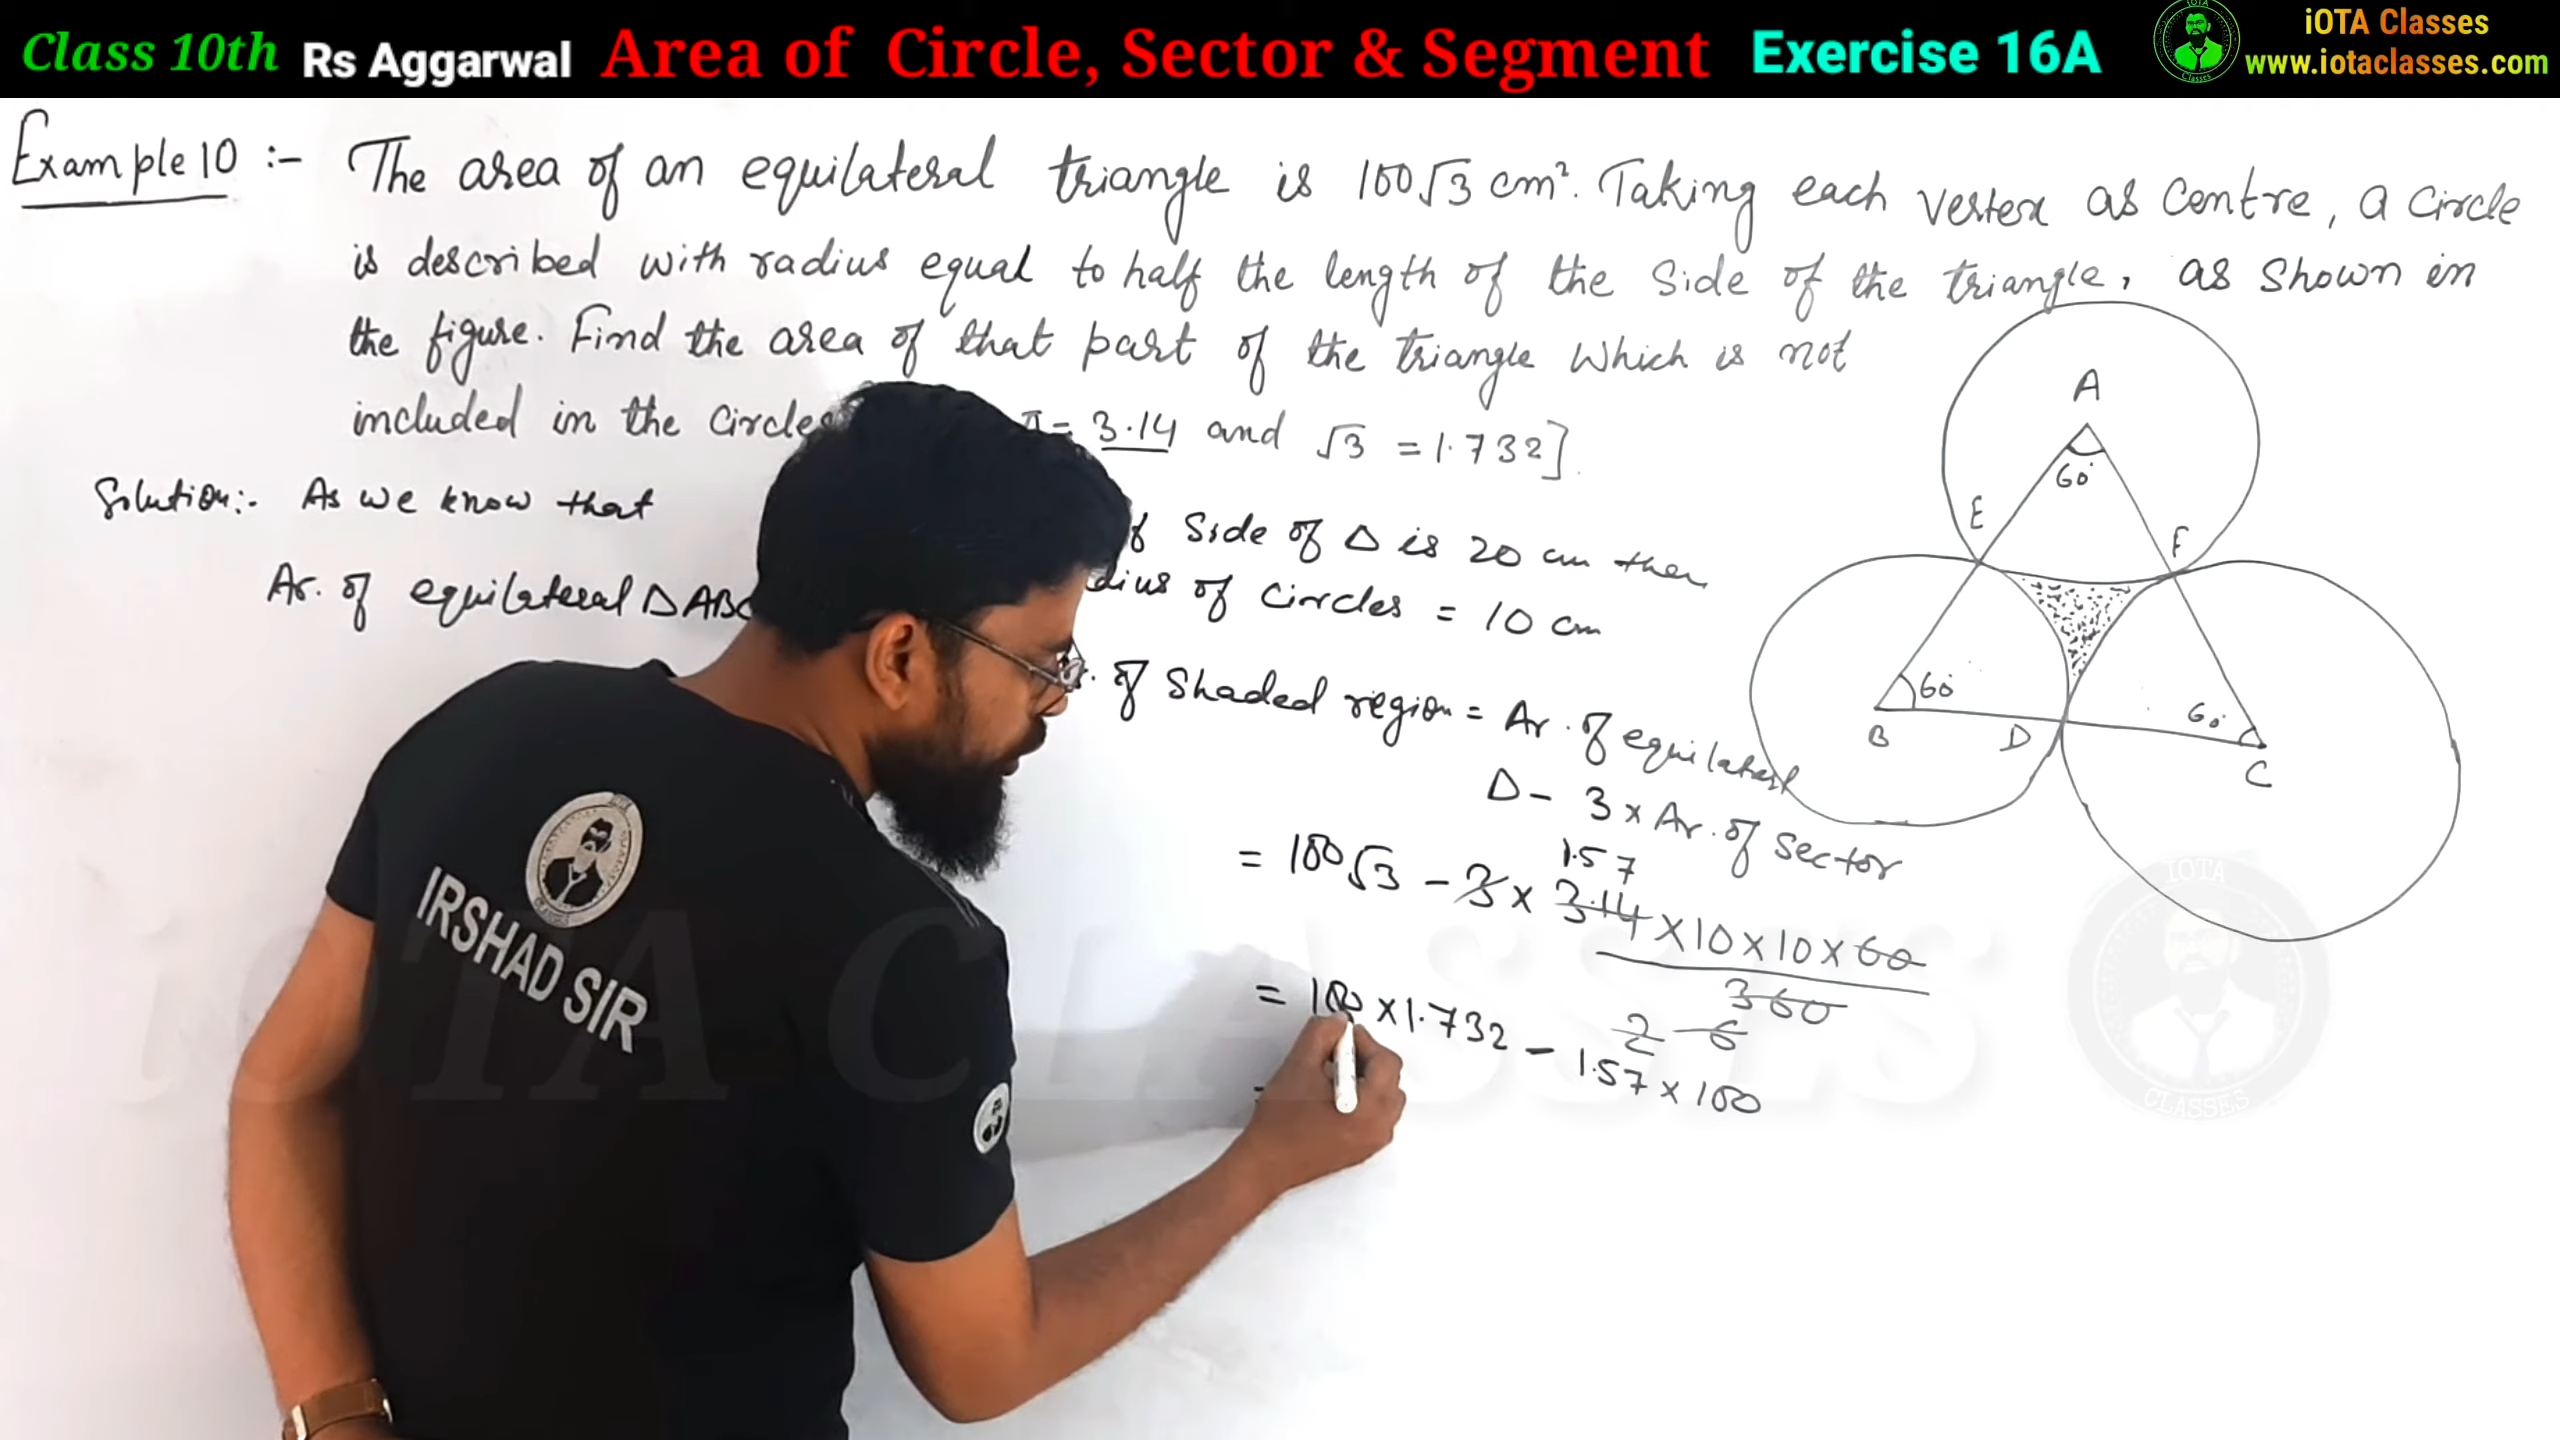 Class 10th Rs Aggarwal Area of Circle, Sector & Segment Exercise 16A
iOTA Classes
www.iotaclasses.com
Example 10 :- The area of an equilateral triangle is 100√3 cm². Taking each vertex as centre, a circle
is described with radius equal to half the length of the side of the triangle, as shown in
the figure. Find the area of that part of the triangle which is not
included in the circles π = 3.14 and √3 = 1.732].
Solution:- As we know that
Ar. of equilateral ΔABC
Side of Δ is 20 cm then
of circles = 10 cm
of Shaded region = Ar. of equilateral
Δ - 3 × Ar. of sector
1.57
= 100√3 - 3 × 3.14 × 10 × 10 × 60
360
2 6
= 100 × 1.732 - 1.57 × 100
=
A
60°
E
F
60°
60°
B
D
C
IRSHAD SIR
iOTA CLASSES
IOTA
CLASSES